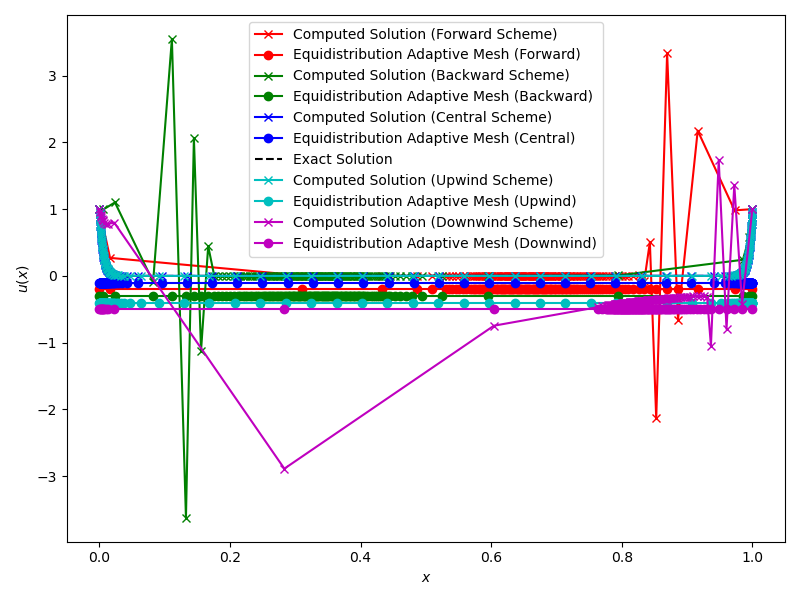 Computed Solution (Forward Scheme)
Equidistribution Adaptive Mesh (Forward)
Computed Solution (Backward Scheme)
Equidistribution Adaptive Mesh (Backward)
Computed Solution (Central Scheme)
Equidistribution Adaptive Mesh (Central)
Exact Solution
Computed Solution (Upwind Scheme)
Equidistribution Adaptive Mesh (Upwind)
Computed Solution (Downwind Scheme)
Equidistribution Adaptive Mesh (Downwind)
3
2
1
0
−1
−2
−3
u(x)
0.0 0.2 0.4 0.6 0.8 1.0
x